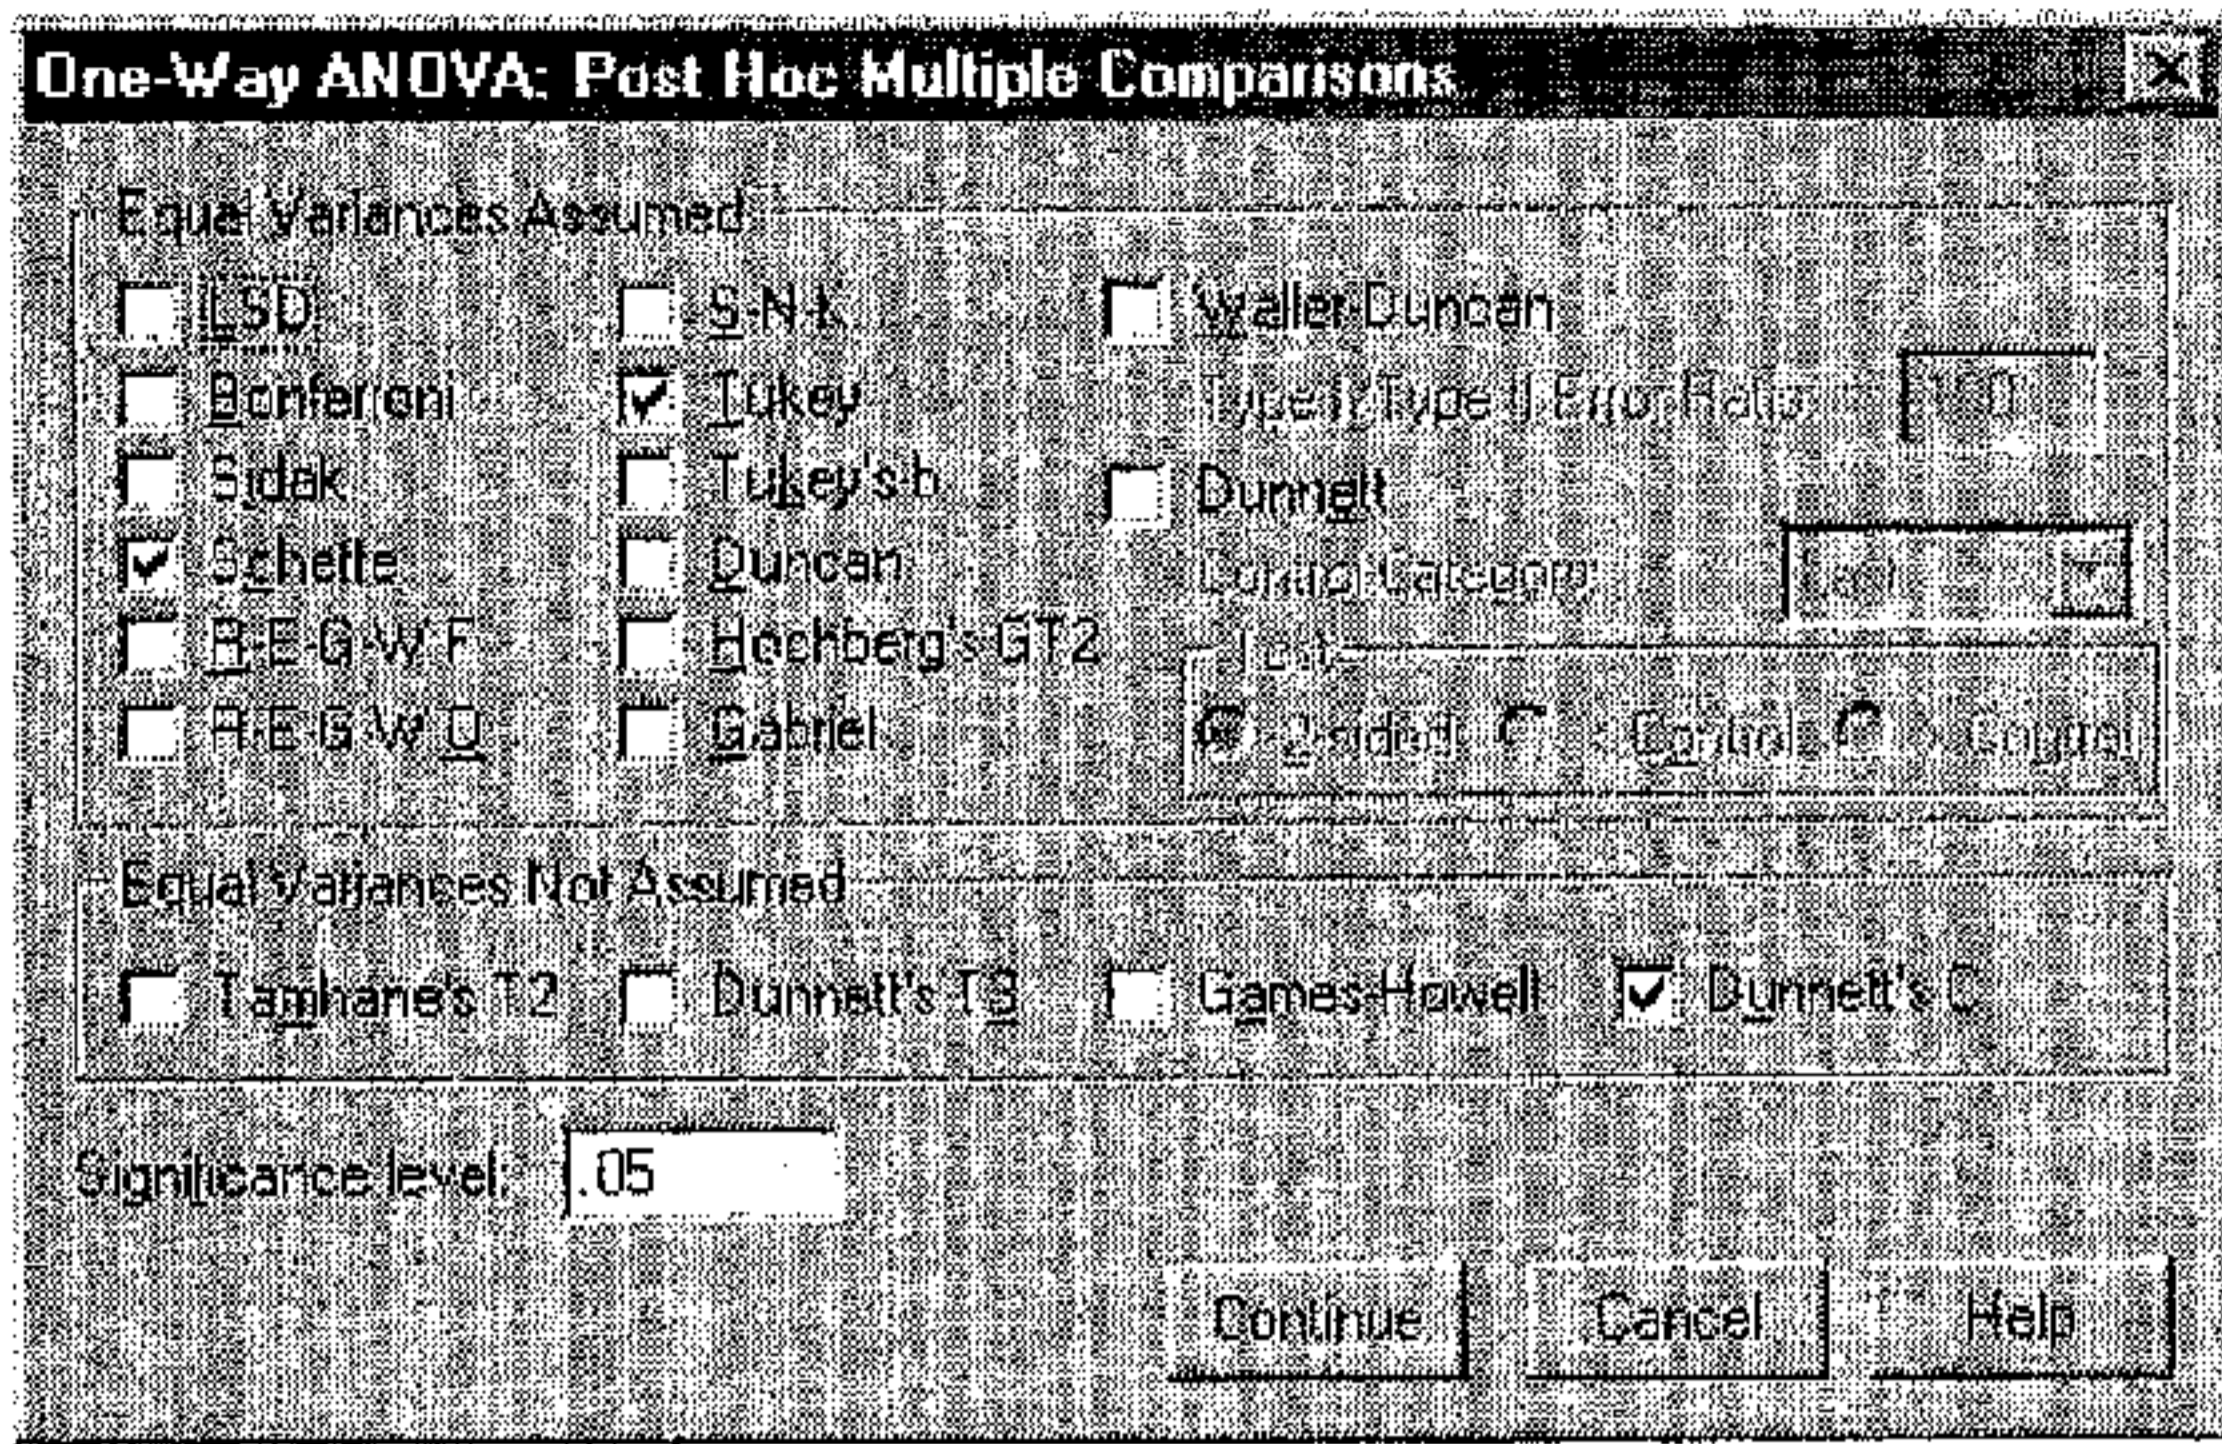 One-Way ANOVA: Post Hoc Multiple Comparisons
Equal Variances Assumed
LSD S-N-K Waller-Duncan
Bonferroni Tukey Type I/Type II Error Ratio: 100
Sidak Tukey's-b Dunnett
Scheffe Duncan Control Category: Last
R-E-G-W F Hochberg's GT2 Test
R-E-G-W Q Gabriel 2-sided < Control > Control
Equal Variances Not Assumed
Tamhane's T2 Dunnett's T3 Games-Howell Dunnett's C
Significance level: .05
Continue Cancel Help